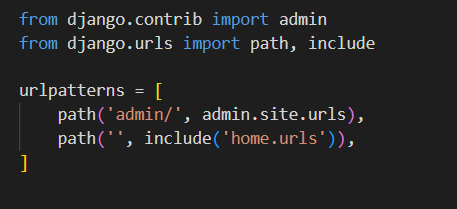 from django.contrib import admin
from django.urls import path, include
urlpatterns = [
    path('admin/', admin.site.urls),
    path('', include('home.urls')),
]